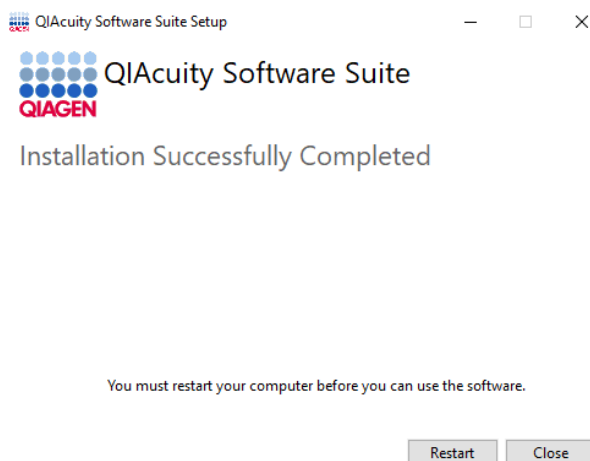 QIAcuity Software Suite Setup
QIAcuity Software Suite
QIAGEN
Installation Successfully Completed
You must restart your computer before you can use the software.
Restart Close